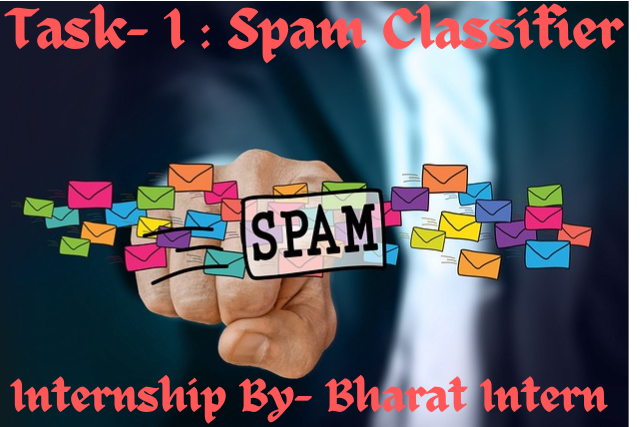 Task- 1 : Spam Classifier
SPAM
Internship By- Bharat Intern